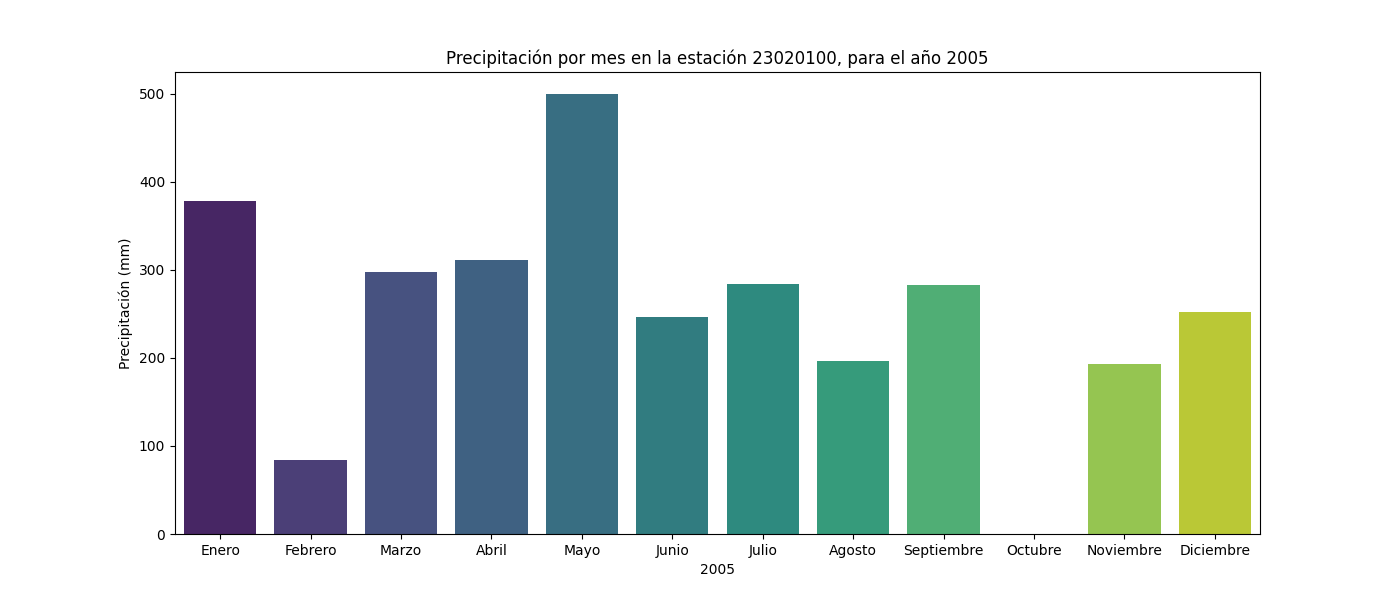 Precipitación por mes en la estación 23020100, para el año 2005
Precipitación (mm)
500
400
300
200
100
0
Enero Febrero Marzo Abril Mayo Junio Julio Agosto Septiembre Octubre Noviembre Diciembre
2005